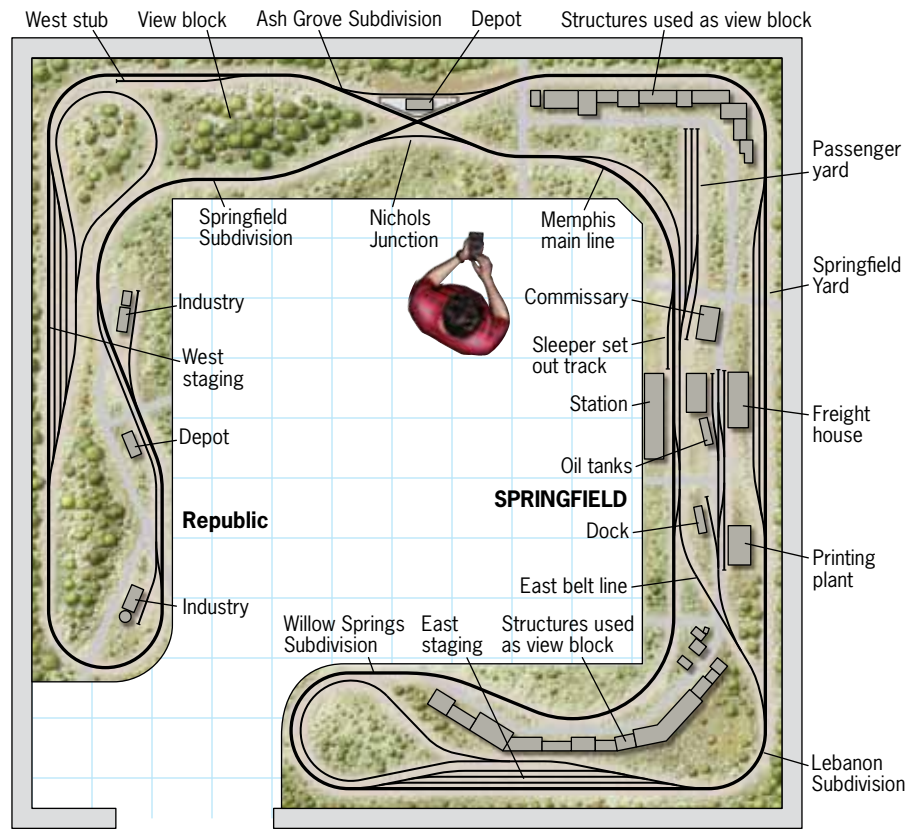 West stub
View block
Ash Grove Subdivision
Depot
Structures used as view block
Passenger
yard
Springfield
Subdivision
Nichols
Junction
Memphis
main line
Springfield
Yard
Industry
Commissary
West
staging
Sleeper set
out track
Station
Freight
house
Depot
Oil tanks
SPRINGFIELD
Republic
Dock
Printing
plant
East belt line
Industry
Willow Springs
Subdivision
East
staging
Structures used
as view block
Lebanon
Subdivision